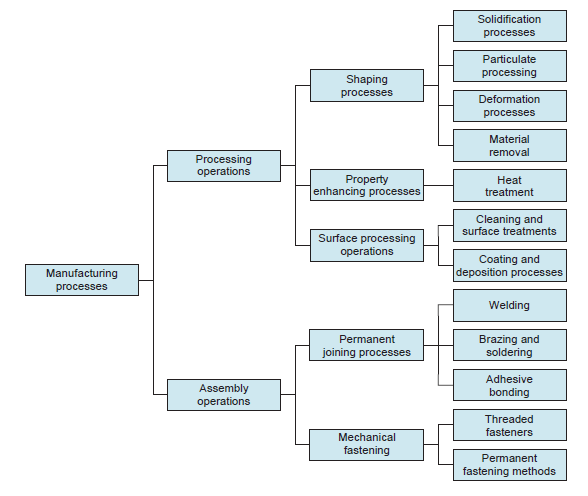 Solidification
processes
Particulate
processing
Shaping
processes
Deformation
processes
Material
removal
Processing
operations
Property
enhancing processes
Heat
treatment
Surface processing
operations
Cleaning and
surface treatments
Coating and
deposition processes
Manufacturing
processes
Welding
Permanent
joining processes
Brazing and
soldering
Adhesive
bonding
Assembly
operations
Threaded
fasteners
Mechanical
fastening
Permanent
fastening methods